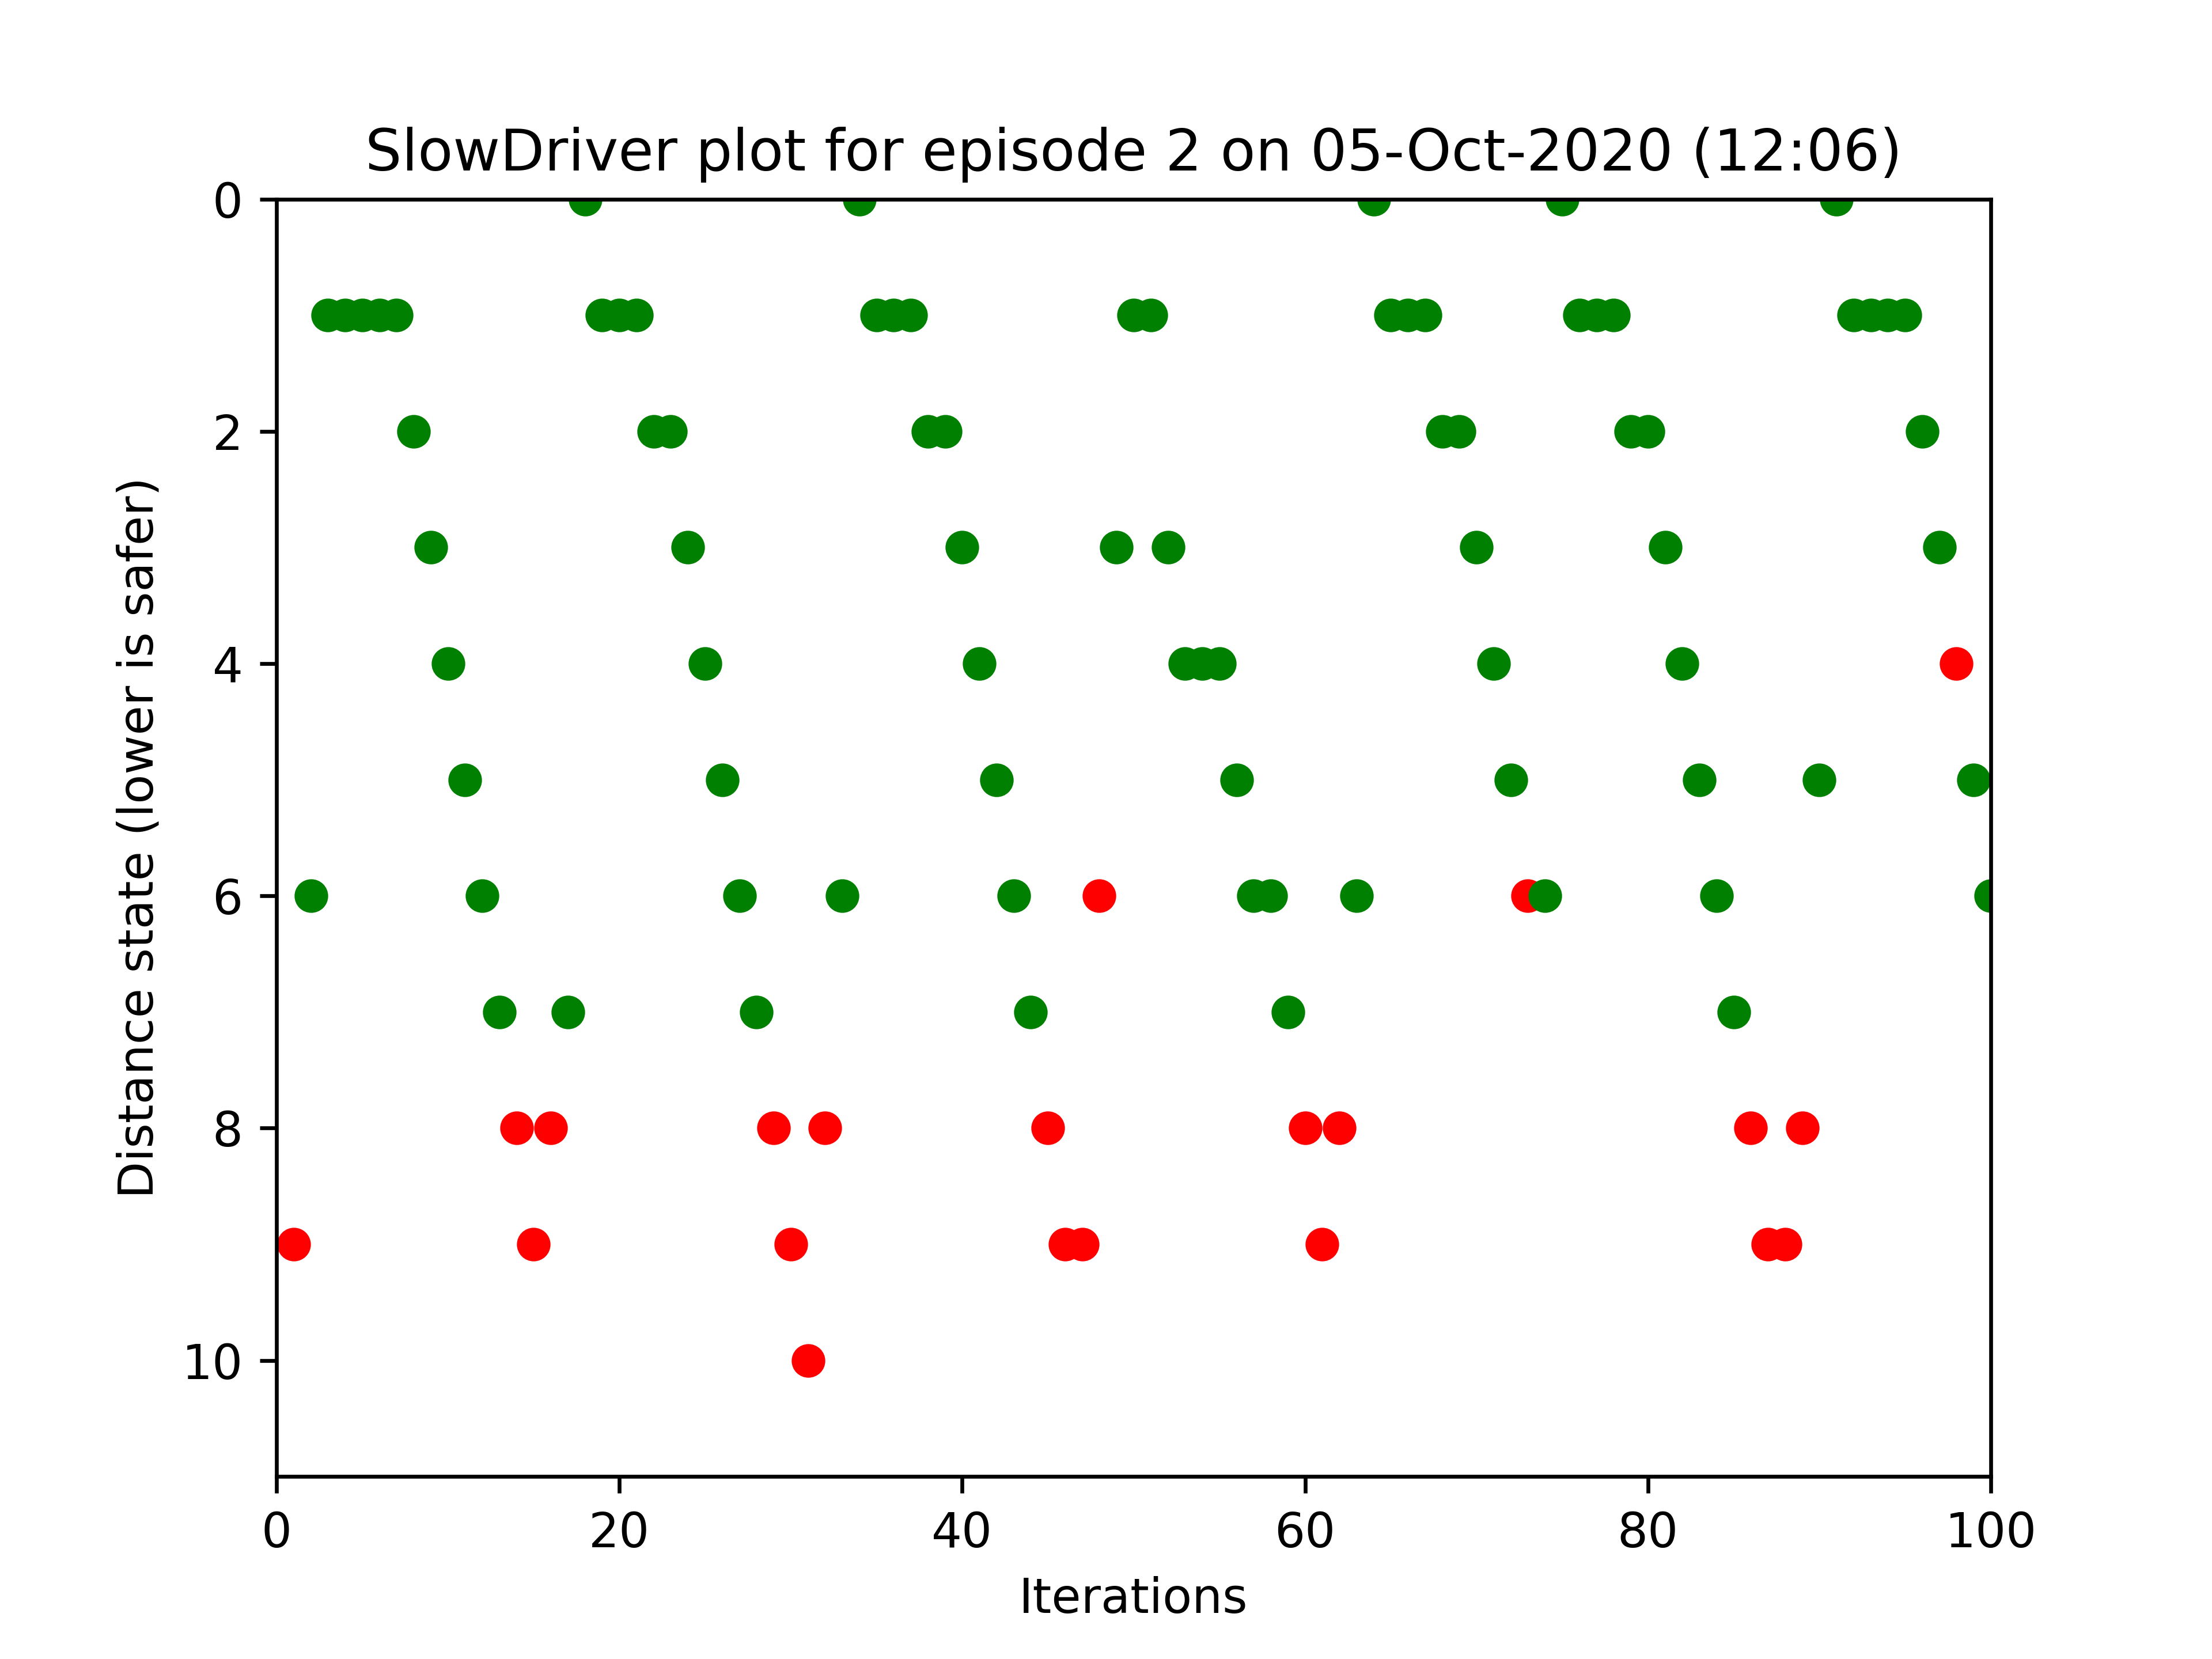 SlowDriver plot for episode 2 on 05-Oct-2020 (12:06)
0
2
4
6
8
10
Distance state (lower is safer)
0 20 40 60 80 100
Iterations